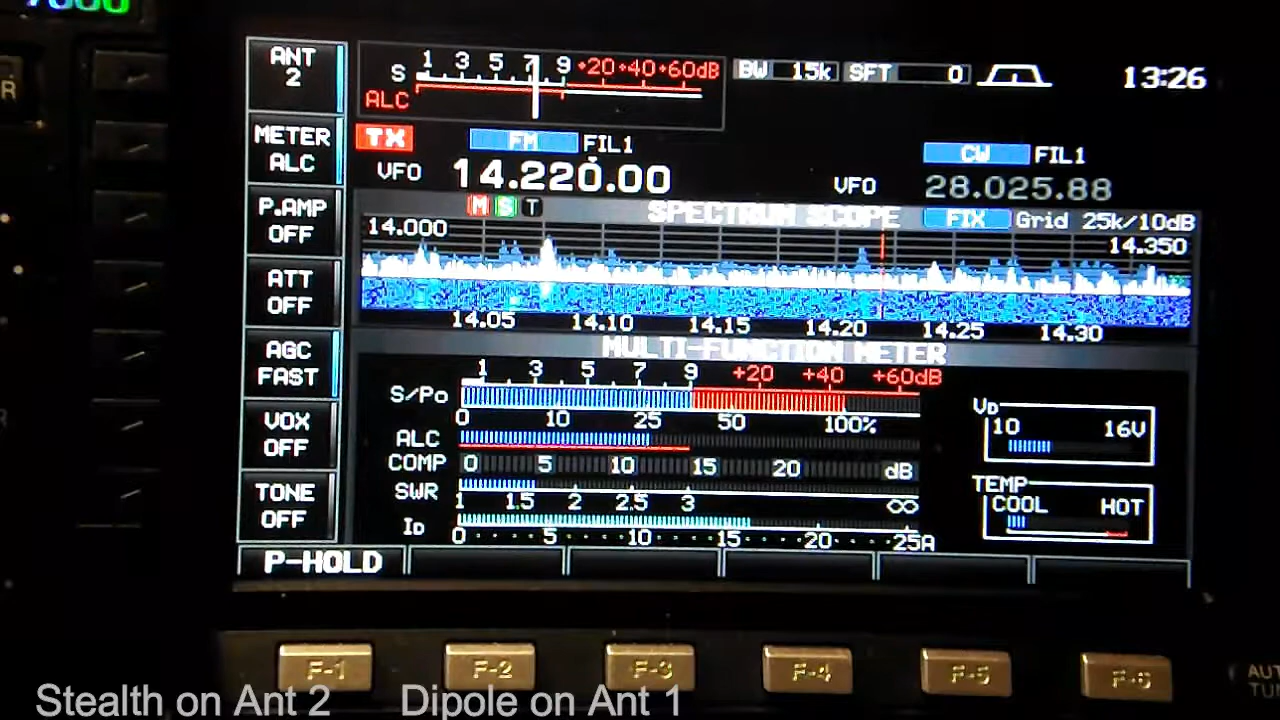 ANT
2
METER
ALC
P.AMP
OFF
ATT
OFF
AGC
FAST
VOX
OFF
TONE
OFF
S 1 3 5 7 9 +20+40+60dB
ALC
BW 15k SFT 0
13:26
TX FM FIL1
VFO 14.220.00
CW FIL1
VFO 28.025.88
M S T
SPECTRUM SCOPE FIX Grid 25k/10dB
14.000 14.350
14.05 14.10 14.15 14.20 14.25 14.30
MULTI-FUNCTION METER
1 3 5 7 9 +20 +40 +60dB
S/Po
0 10 25 50 100%
ALC
COMP 0 5 10 15 20 dB
SWR
1 1.5 2 2.5 3 ∞
ID
0 5 10 15 20 25A
VD
10 16V
TEMP
COOL HOT
P-HOLD
F-1 F-2 F-3 F-4 F-5 F-6
Stealth on Ant 2 Dipole on Ant 1